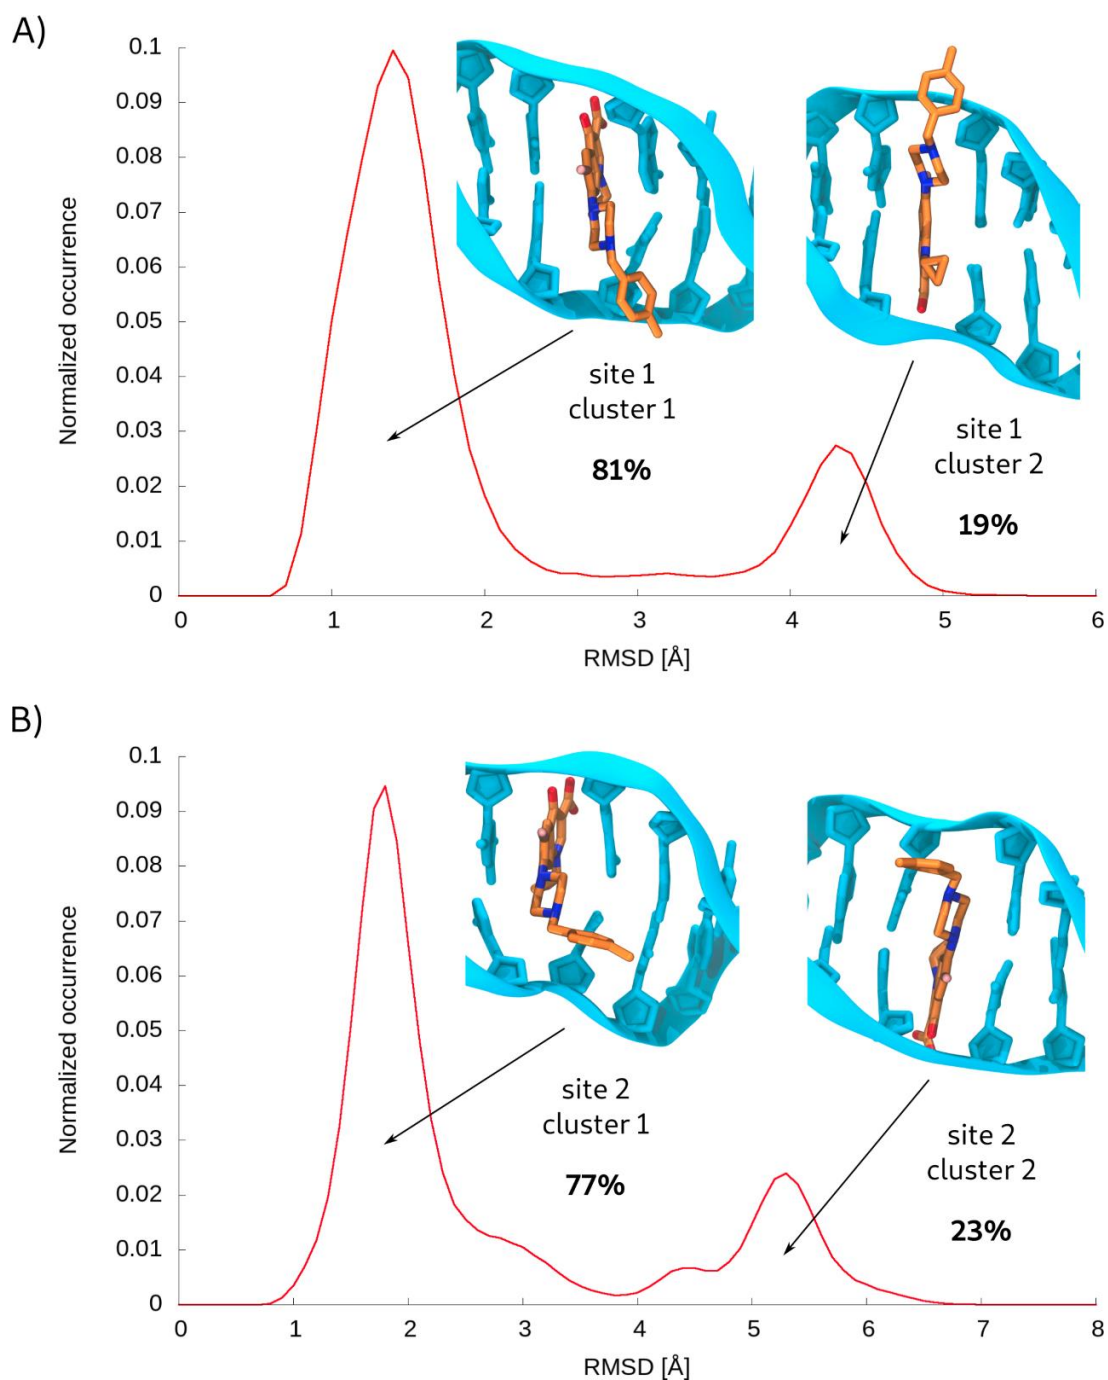 A)
0.1
0.09
0.08
0.07
0.06
0.05
0.04
0.03
0.02
0.01
0
Normalized occurrence
site 1
cluster 1
81%
site 1
cluster 2
19%
0 1 2 3 4 5 6
RMSD [Å]
B)
0.1
0.09
0.08
0.07
0.06
0.05
0.04
0.03
0.02
0.01
0
Normalized occurrence
site 2
cluster 1
77%
site 2
cluster 2
23%
0 1 2 3 4 5 6 7 8
RMSD [Å]